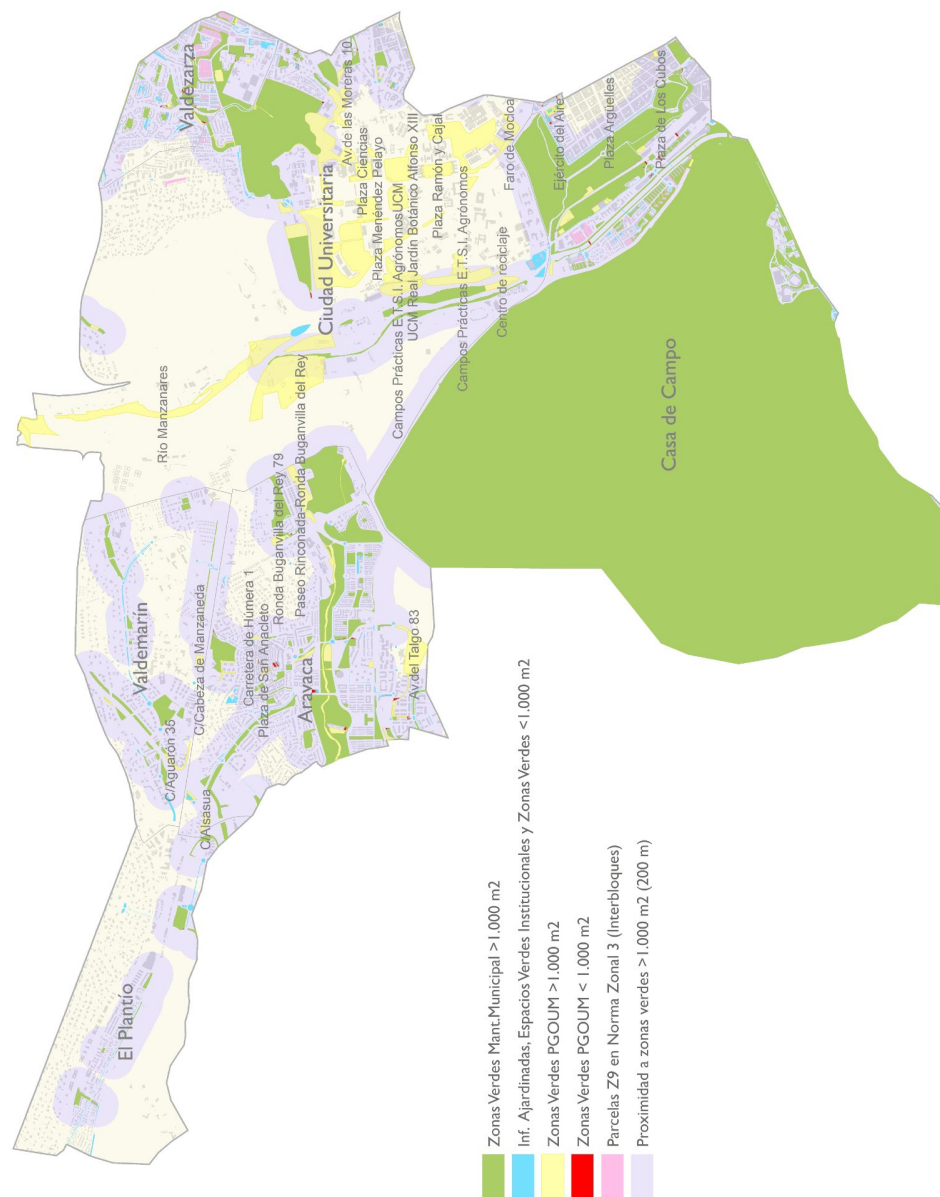 El Plantío
C/Alsasua
C/Aguarón 35
Valdemarín
C/Cabeza de Manzaneda
Carretera de Húmera 1
Plaza de San Anacleto
Ronda Buganvilla del Rey 79
Paseo Rinconada-Ronda Buganvilla del Rey
Aravaca
Av.del Talgo 83
Río Manzanares
Valdezarza
Ciudad Universitaria
Av.de las Moreras 10
Plaza Ciencias
Plaza Menéndez Pelayo
Campos Prácticas E.T.S.I. AgrónomosUCM
UCM Real Jardín Botánico Alfonso XIII
Plaza Ramón y Cajal
Campos Prácticas E.T.S.I. Agrónomos
Centro de reciclaje
Faro de Mocloa
Ejército del Aire
Plaza Argüelles
Plaza de Los Cubos
Casa de Campo
Zonas Verdes Mant.Municipal >1.000 m2
Inf. Ajardinadas, Espacios Verdes Institucionales y Zonas Verdes <1.000 m2
Zonas Verdes PGOUM >1.000 m2
Zonas Verdes PGOUM < 1.000 m2
Parcelas Z9 en Norma Zonal 3 (Interbloques)
Proximidad a zonas verdes >1.000 m2 (200 m)